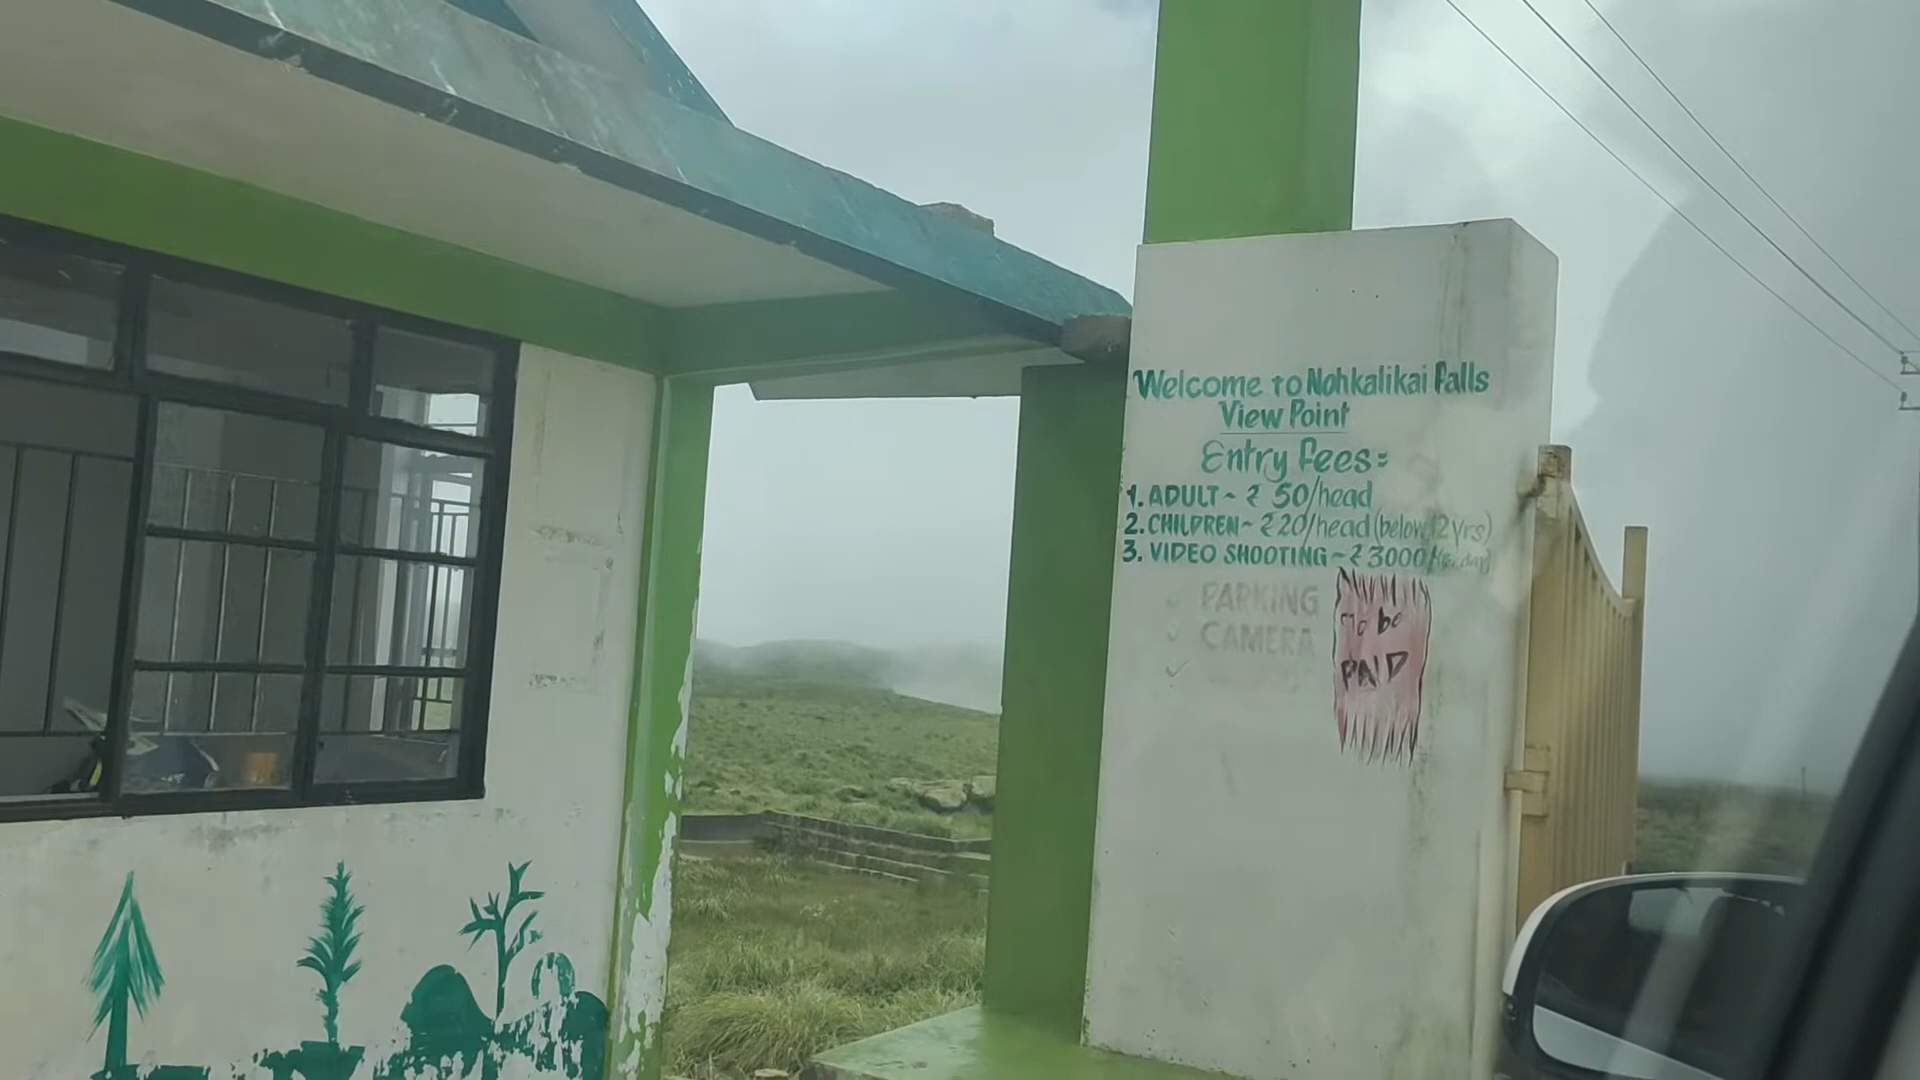 Welcome to Nohkalikai Falls
View Point
Entry Fees:
1. ADULT ~ ₹ 50/head
2. CHILDREN ~ ₹20/head (below 12 yrs)
3. VIDEO SHOOTING ~ ₹3000
PARKING
CAMERA
To be
PAID